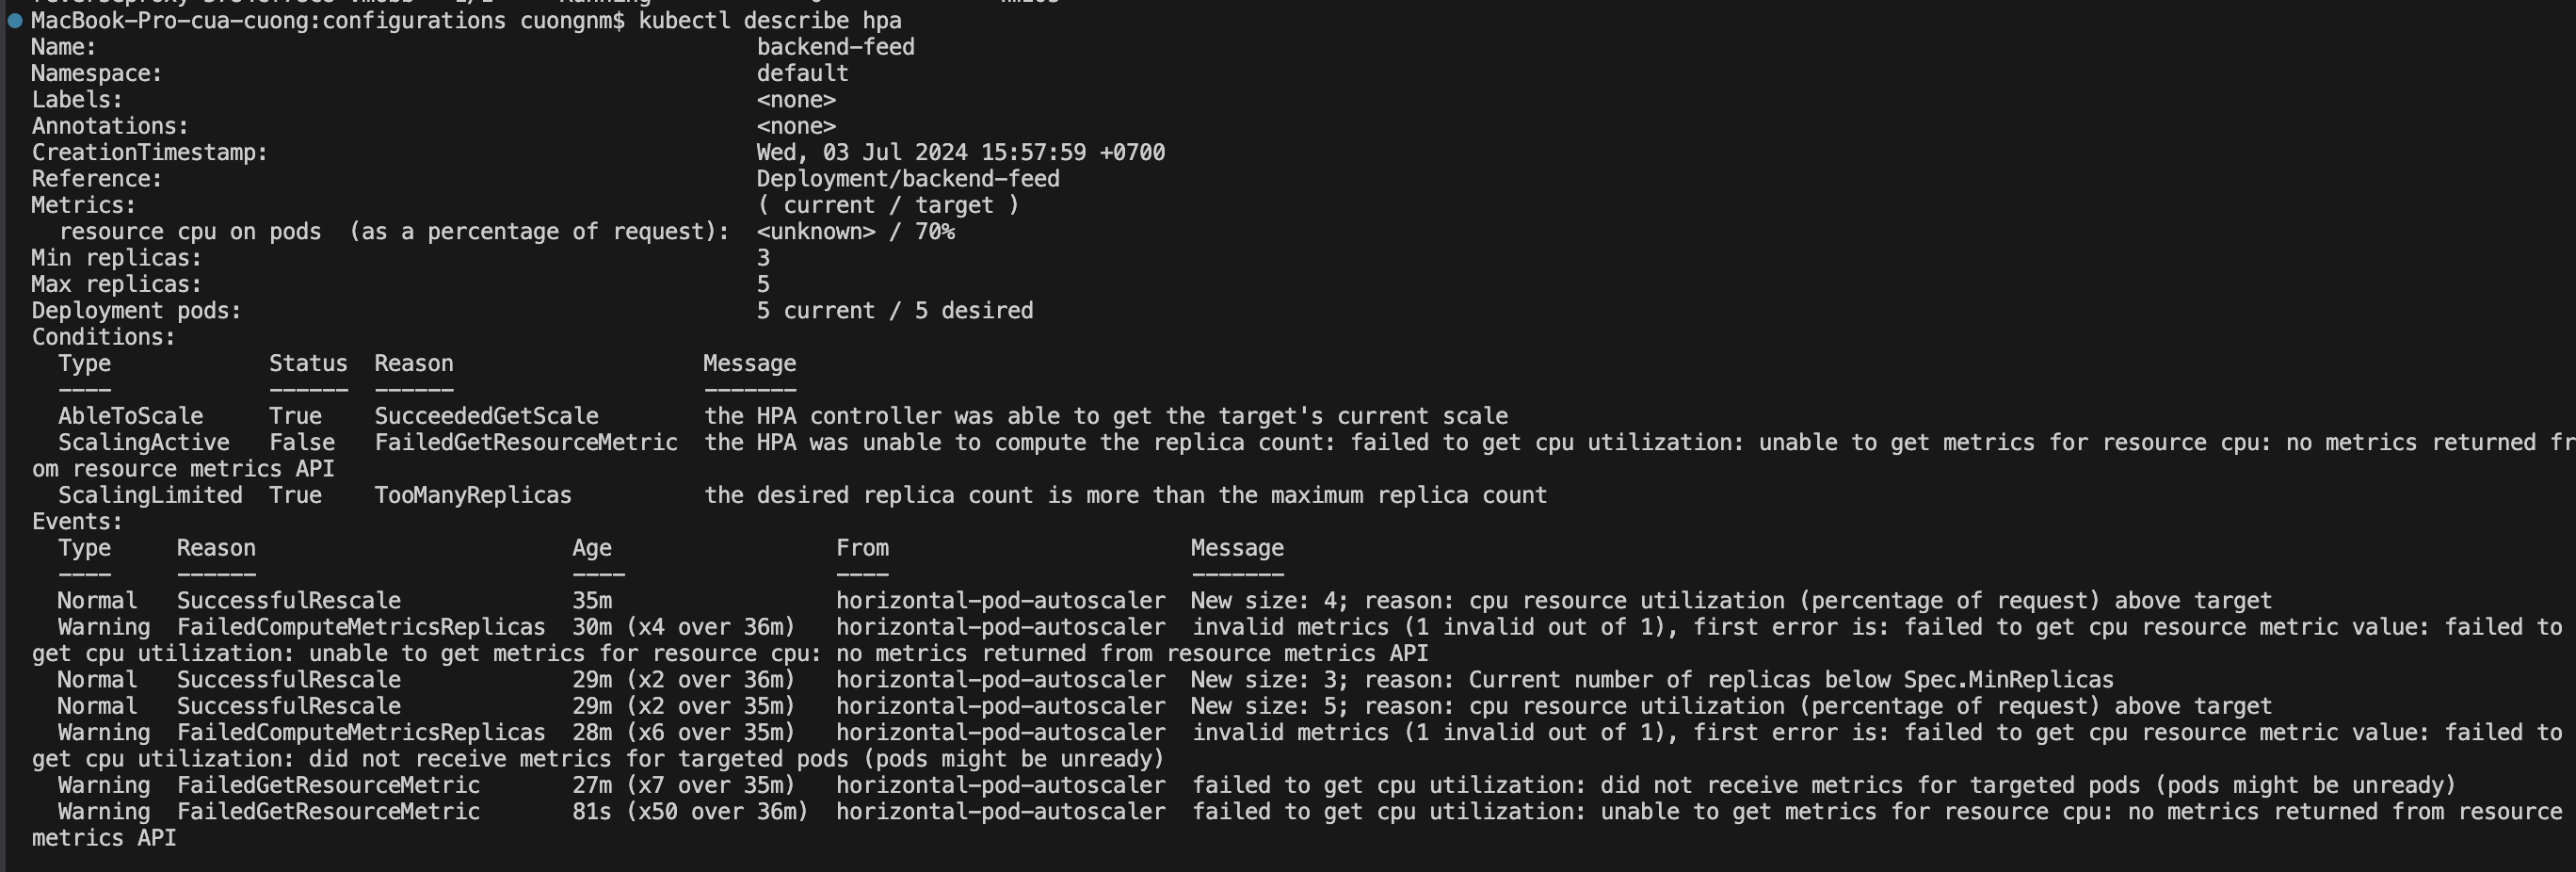 MacBook-Pro-cua-cuong:configurations cuongnm$ kubectl describe hpa
Name: backend-feed
Namespace: default
Labels: <none>
Annotations: <none>
CreationTimestamp: Wed, 03 Jul 2024 15:57:59 +0700
Reference: Deployment/backend-feed
Metrics: ( current / target )
resource cpu on pods (as a percentage of request): <unknown> / 70%
Min replicas: 3
Max replicas: 5
Deployment pods: 5 current / 5 desired
Conditions:
Type Status Reason Message
---- ------ ------ -------
AbleToScale True SucceededGetScale the HPA controller was able to get the target's current scale
ScalingActive False FailedGetResourceMetric the HPA was unable to compute the replica count: failed to get cpu utilization: unable to get metrics for resource cpu: no metrics returned fr
om resource metrics API
ScalingLimited True TooManyReplicas the desired replica count is more than the maximum replica count
Events:
Type Reason Age From Message
---- ------ ---- ---- -------
Normal SuccessfulRescale 35m horizontal-pod-autoscaler New size: 4; reason: cpu resource utilization (percentage of request) above target
Warning FailedComputeMetricsReplicas 30m (x4 over 36m) horizontal-pod-autoscaler invalid metrics (1 invalid out of 1), first error is: failed to get cpu resource metric value: failed to
get cpu utilization: unable to get metrics for resource cpu: no metrics returned from resource metrics API
Normal SuccessfulRescale 29m (x2 over 36m) horizontal-pod-autoscaler New size: 3; reason: Current number of replicas below Spec.MinReplicas
Normal SuccessfulRescale 29m (x2 over 35m) horizontal-pod-autoscaler New size: 5; reason: cpu resource utilization (percentage of request) above target
Warning FailedComputeMetricsReplicas 28m (x6 over 35m) horizontal-pod-autoscaler invalid metrics (1 invalid out of 1), first error is: failed to get cpu resource metric value: failed to
get cpu utilization: did not receive metrics for targeted pods (pods might be unready)
Warning FailedGetResourceMetric 27m (x7 over 35m) horizontal-pod-autoscaler failed to get cpu utilization: did not receive metrics for targeted pods (pods might be unready)
Warning FailedGetResourceMetric 81s (x50 over 36m) horizontal-pod-autoscaler failed to get cpu utilization: unable to get metrics for resource cpu: no metrics returned from resource
metrics API